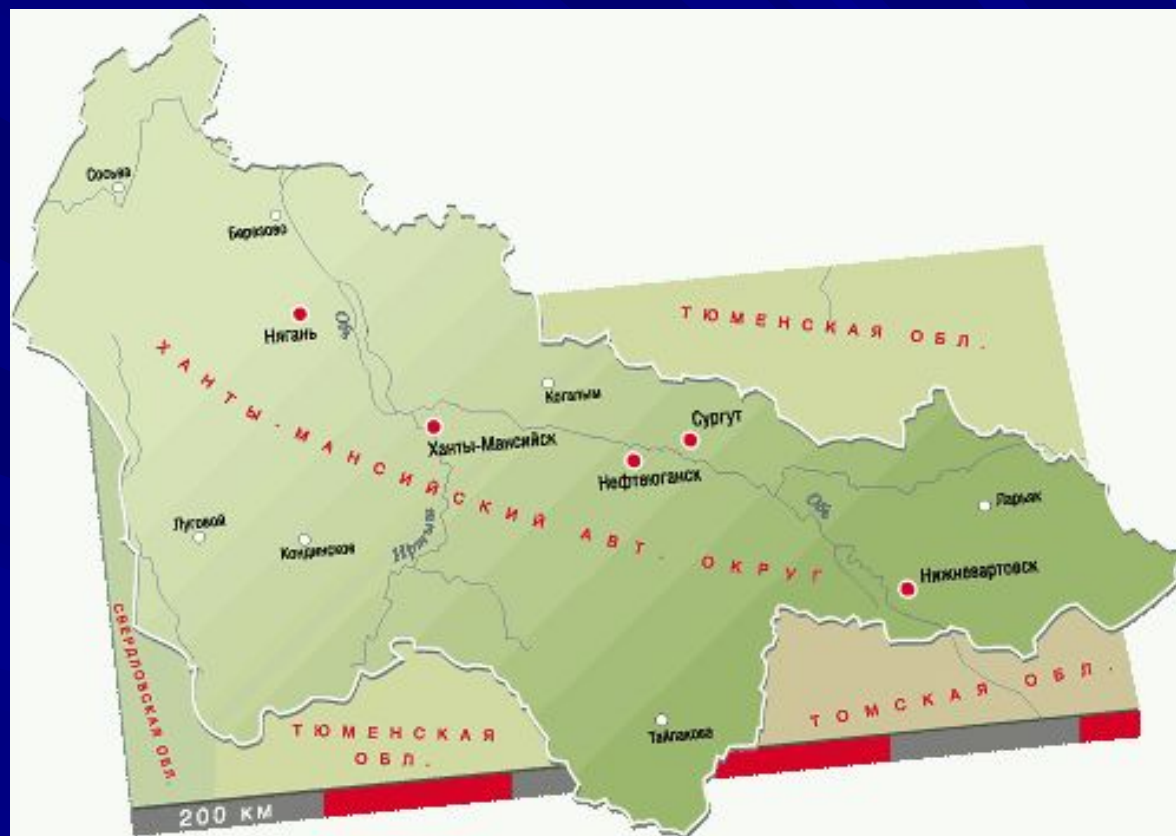 Сосьва
Березово
Нягань
Обь
ТЮМЕНСКАЯ ОБЛ.
Когалым
Сургут
Ханты-Мансийск
Нефтеюганск
ХАНТЫ-МАНСИЙСКИЙ АВТ. ОКРУГ
Обь
Ларьяк
Луговой
Кондинское
Иртыш
Нижневартовск
СВЕРДЛОВСКАЯ ОБЛ.
ТЮМЕНСКАЯ
ОБЛ.
Тайлакова
ТОМСКАЯ ОБЛ.
200 КМ